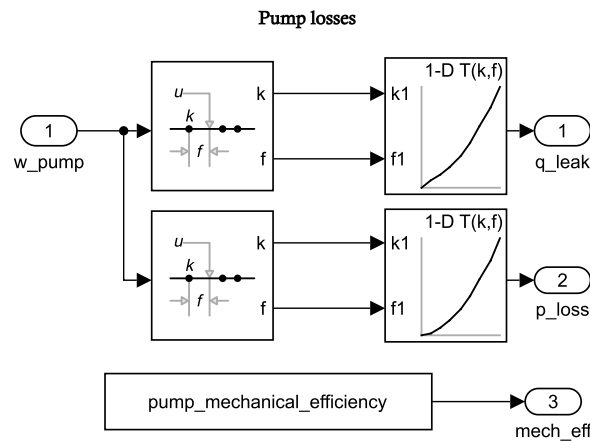 Pump losses
1
w_pump
u
k
f
k
f
k1
f1
1-D T(k,f)
1
q_leak
u
k
f
k
f
k1
f1
1-D T(k,f)
2
p_loss
pump_mechanical_efficiency
3
mech_eff